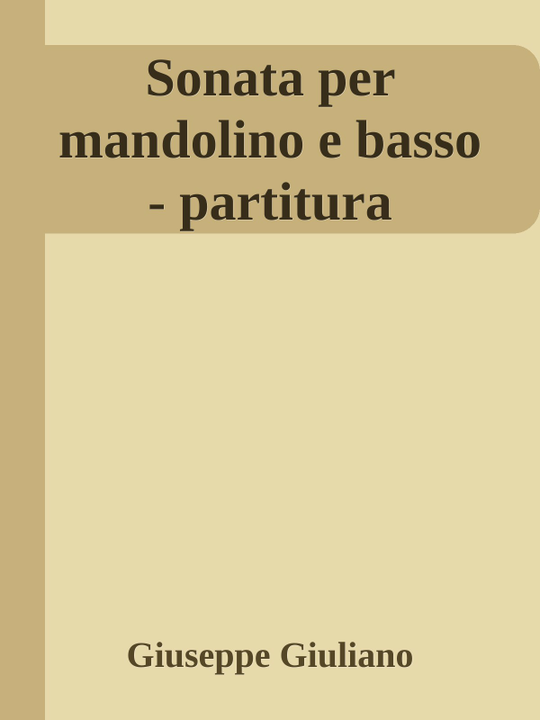 Sonata per
mandolino e basso
- partitura
Giuseppe Giuliano